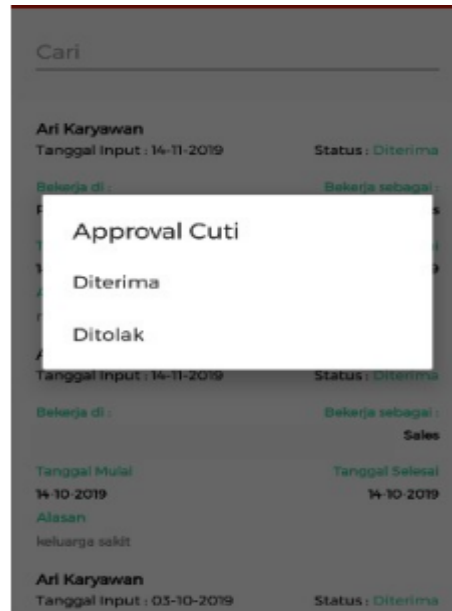 Cari
Ari Karyawan
Tanggal Input : 14-11-2019 Status : Diterima
Bekerja di : Bekerja sebagai :
Approval Cuti
Diterima
Ditolak
Tanggal Input : 14-11-2019 Status : Diterima
Bekerja di : Bekerja sebagai :
Sales
Tanggal Mulai Tanggal Selesai
14-10-2019 14-10-2019
Alasan
keluarga sakit
Ari Karyawan
Tanggal Input : 03-10-2019 Status : Diterima